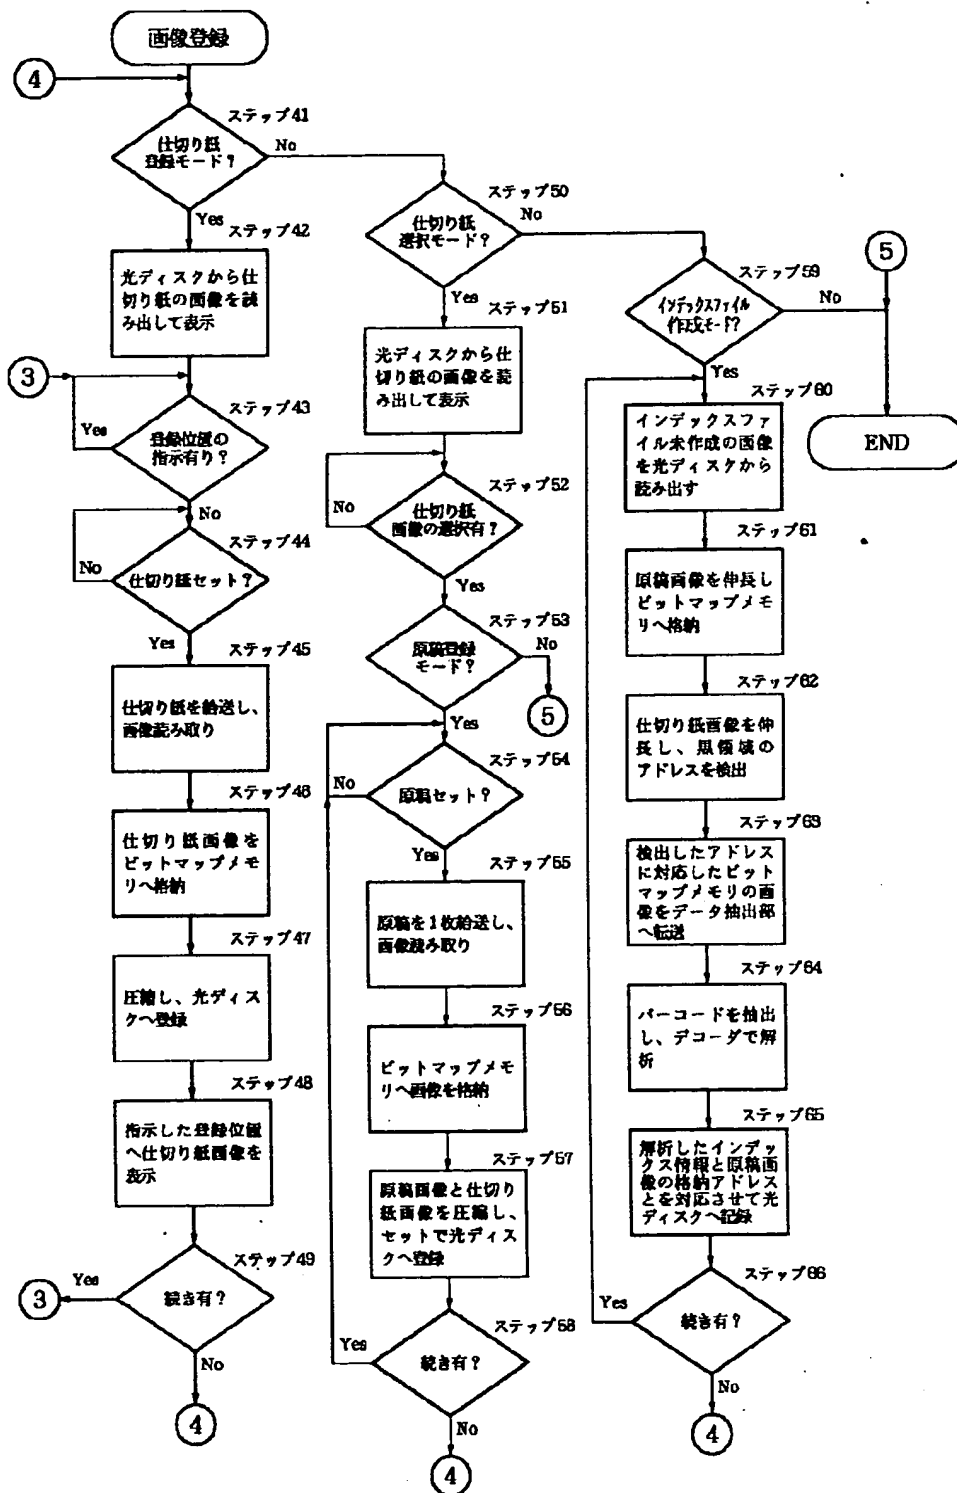 画像登録
④
ステップ41
仕切り紙
登録モード？
No
Yes
ステップ42
光ディスクから仕
切り紙の画像を読
み出して表示
③
ステップ43
Yes
登録位置の
指示有り？
No
ステップ44
No
仕切り紙セット？
Yes
ステップ45
仕切り紙を給送し、
画像読み取り
ステップ46
仕切り紙画像を
ビットマップメモ
リへ格納
ステップ47
圧縮し、光ディス
クへ登録
ステップ48
指示した登録位置
へ仕切り紙画像を
表示
ステップ49
Yes
③
続き有？
No
④
ステップ50
仕切り紙
選択モード？
No
Yes
ステップ51
光ディスクから仕
切り紙の画像を読
み出して表示
ステップ52
No
仕切り紙
画像の選択有？
Yes
ステップ53
原稿登録
モード？
No
⑤
Yes
ステップ54
No
原稿セット？
Yes
ステップ55
原稿を1枚給送し、
画像読み取り
ステップ56
ビットマップメモ
リへ画像を格納
ステップ57
原稿画像と仕切り
紙画像を圧縮し、
セットで光ディス
クへ登録
ステップ58
Yes
続き有？
No
④
ステップ59
インデックスファイル
作成モード？
No
⑤
END
Yes
ステップ60
インデックスファ
イル未作成の画像
を光ディスクから
読み出す
ステップ61
原稿画像を伸長し
ビットマップメモ
リへ格納
ステップ62
仕切り紙画像を伸
長し、黒領域の
アドレスを検出
ステップ63
検出したアドレス
に対応したビット
マップメモリの画
像をデータ抽出部
へ転送
ステップ64
バーコードを抽出
し、デコーダで解
析
ステップ65
解析したインデッ
クス情報と原稿画
像の格納アドレス
とを対応させて光
ディスクへ記録
ステップ66
Yes
続き有？
No
④